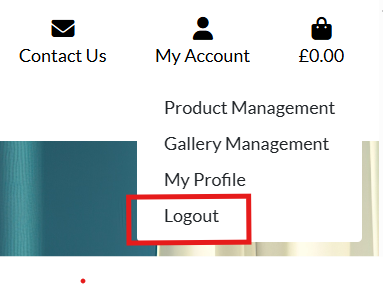 Contact Us
My Account
£0.00
Product Management
Gallery Management
My Profile
Logout